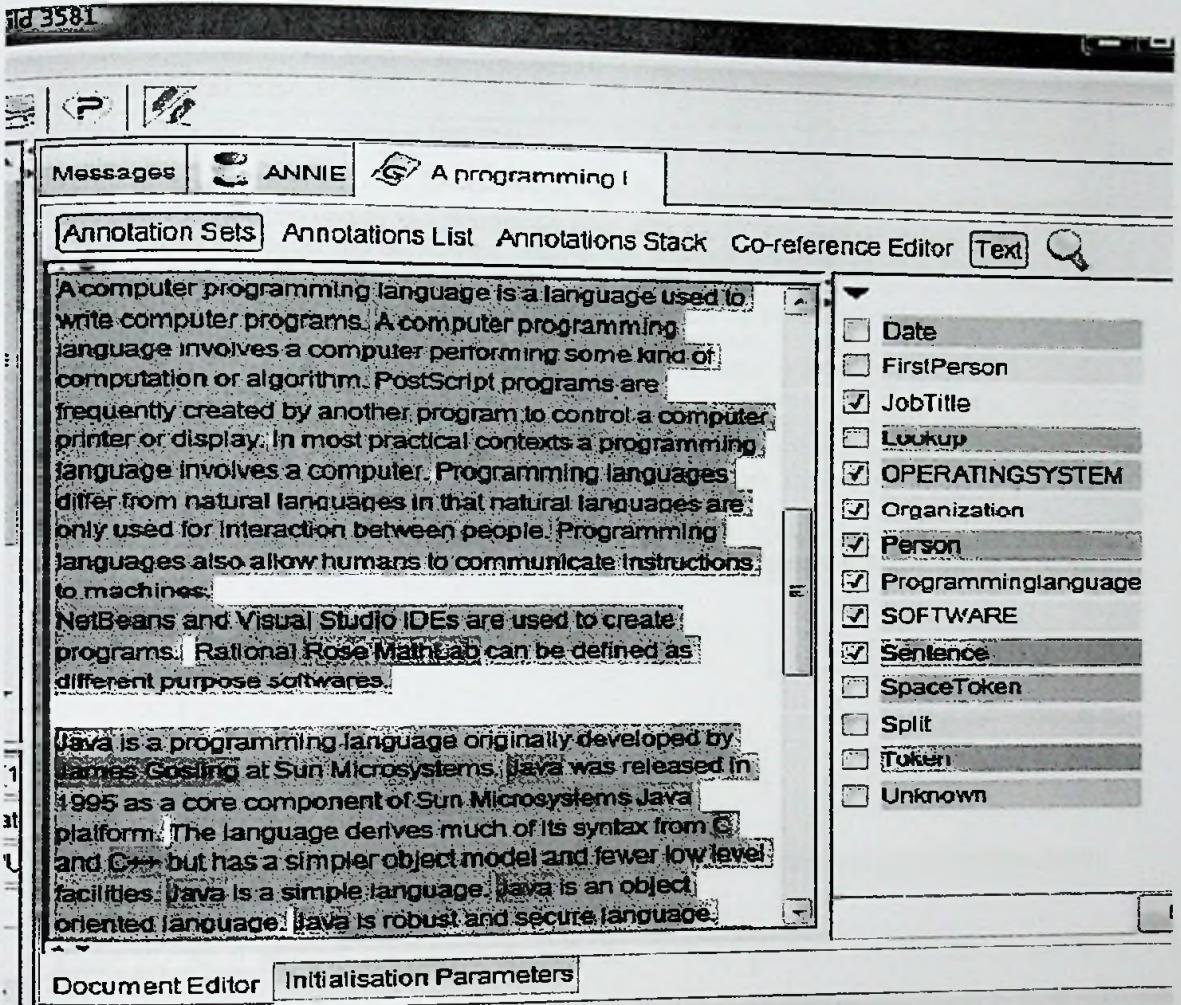 ild 3581
Messages ANNIE A programming l
Annotation Sets Annotations List Annotations Stack Co-reference Editor Text
A computer programming language is a language used to
write computer programs. A computer programming
language involves a computer performing some kind of
computation or algorithm. PostScript programs are
frequently created by another program to control a computer
printer or display. In most practical contexts a programming
language involves a computer. Programming languages
differ from natural languages in that natural languages are
only used for interaction between people. Programming
languages also allow humans to communicate instructions
to machines.
NetBeans and Visual Studio IDEs are used to create
programs. Rational Rose MathLab can be defined as
different purpose softwares.
Java is a programming language originally developed by
James Gosling at Sun Microsystems. Java was released in
1995 as a core component of Sun Microsystems Java
platform. The language derives much of its syntax from C
and C++ but has a simpler object model and fewer low level
facilities. Java is a simple language. Java is an object
oriented language. Java is robust and secure language.
Date
FirstPerson
JobTitle
Lookup
OPERATINGSYSTEM
Organization
Person
Programminglanguage
SOFTWARE
Sentence
SpaceToken
Split
Token
Unknown
Document Editor Initialisation Parameters